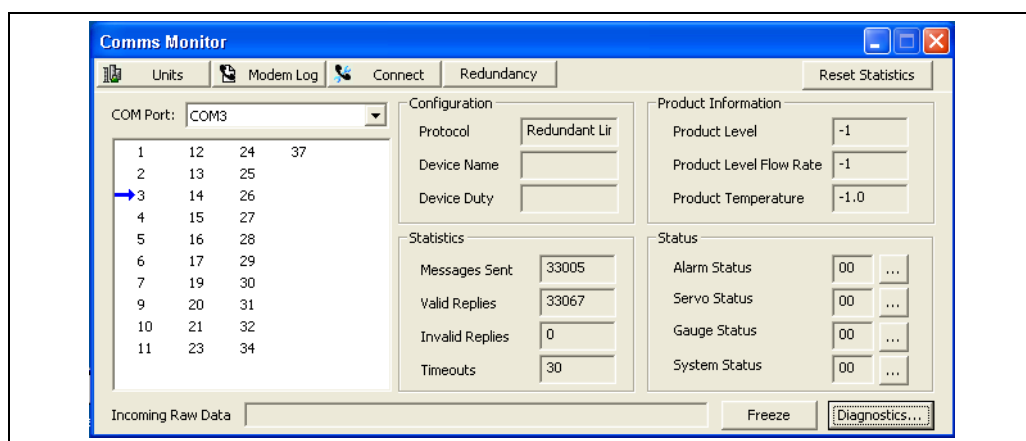 Comms Monitor
Units Modem Log Connect Redundancy Reset Statistics
COM Port: COM3
1 12 24 37
2 13 25
3 14 26
4 15 27
5 16 28
6 17 29
7 19 30
9 20 31
10 21 32
11 23 34
Configuration
Protocol Redundant Lir
Device Name
Device Duty
Product Information
Product Level -1
Product Level Flow Rate -1
Product Temperature -1.0
Statistics
Messages Sent 33005
Valid Replies 33067
Invalid Replies 0
Timeouts 30
Status
Alarm Status 00 ...
Servo Status 00 ...
Gauge Status 00 ...
System Status 00 ...
Incoming Raw Data Freeze Diagnostics...